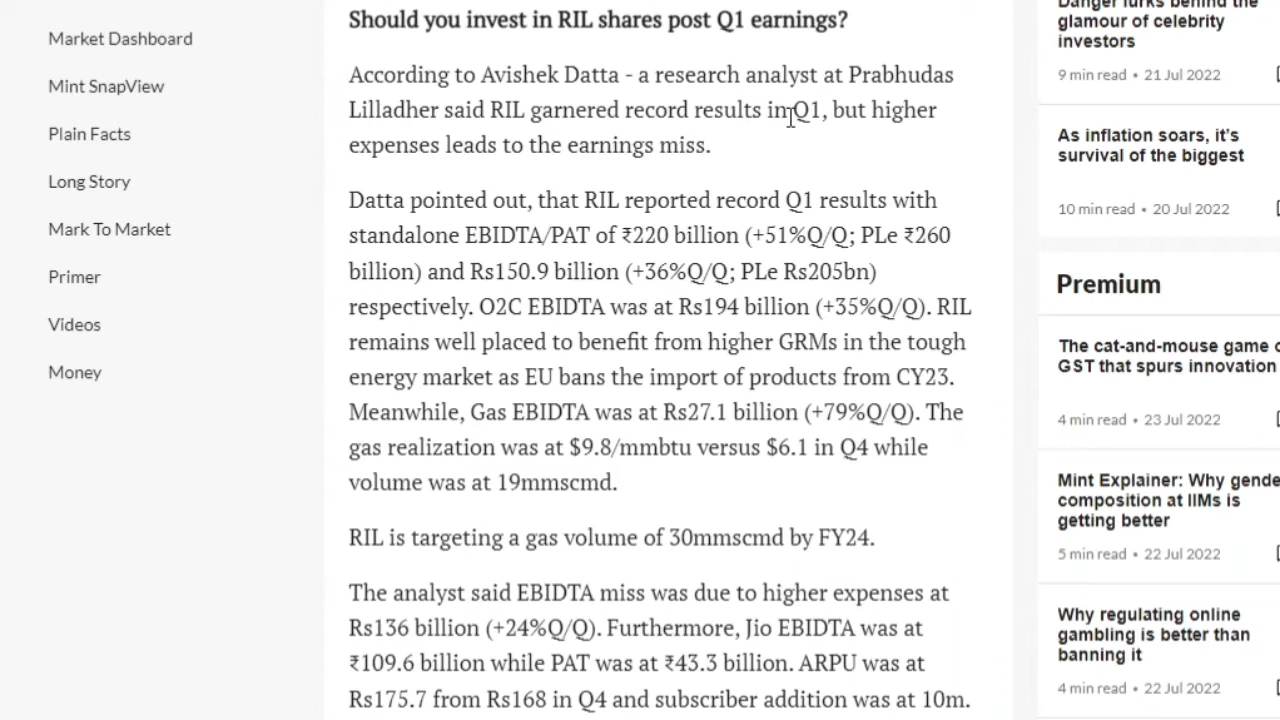 Market Dashboard
Mint SnapView
Plain Facts
Long Story
Mark To Market
Primer
Videos
Money
Should you invest in RIL shares post Q1 earnings?
According to Avishek Datta - a research analyst at Prabhudas
Lilladher said RIL garnered record results in Q1, but higher
expenses leads to the earnings miss.
Datta pointed out, that RIL reported record Q1 results with
standalone EBIDTA/PAT of ₹220 billion (+51%Q/Q; PLe ₹260
billion) and Rs150.9 billion (+36%Q/Q; PLe Rs205bn)
respectively. O2C EBIDTA was at Rs194 billion (+35%Q/Q). RIL
remains well placed to benefit from higher GRMs in the tough
energy market as EU bans the import of products from CY23.
Meanwhile, Gas EBIDTA was at Rs27.1 billion (+79%Q/Q). The
gas realization was at $9.8/mmbtu versus $6.1 in Q4 while
volume was at 19mmscmd.
RIL is targeting a gas volume of 30mmscmd by FY24.
The analyst said EBIDTA miss was due to higher expenses at
Rs136 billion (+24%Q/Q). Furthermore, Jio EBIDTA was at
₹109.6 billion while PAT was at ₹43.3 billion. ARPU was at
Rs175.7 from Rs168 in Q4 and subscriber addition was at 10m.
Danger lurks behind the
glamour of celebrity
investors
9 min read • 21 Jul 2022
As inflation soars, it's
survival of the biggest
10 min read • 20 Jul 2022
Premium
The cat-and-mouse game
GST that spurs innovation
4 min read • 23 Jul 2022
Mint Explainer: Why gende
composition at IIMs is
getting better
5 min read • 22 Jul 2022
Why regulating online
gambling is better than
banning it
4 min read • 22 Jul 2022